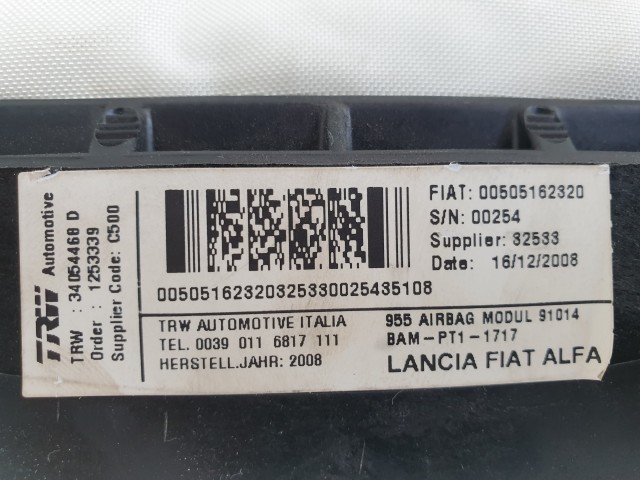 TRW Automotive
TRW : 34054468 D
Order : 1253339
Supplier Code: C500
00505162320325330025435108
FIAT: 00505162320
S/N: 00254
Supplier: 32533
Date: 16/12/2008
TRW AUTOMOTIVE ITALIA
TEL. 0039 011 6817 111
HERSTELL.JAHR: 2008
955 AIRBAG MODUL 91014
BAM-PT1-1717
LANCIA FIAT ALFA